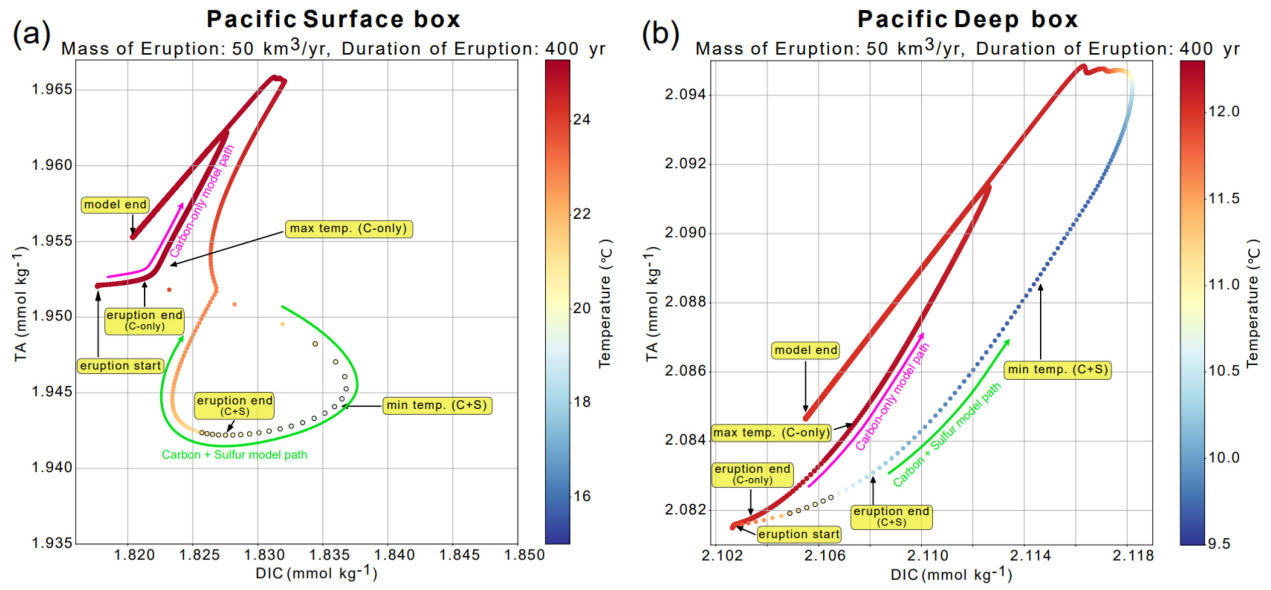 (a)
Pacific Surface box
Mass of Eruption: 50 km³/yr, Duration of Eruption: 400 yr
TA (mmol kg⁻¹)
1.965
1.960
1.955
1.950
1.945
1.940
1.935
model end
Carbon-only model path
max temp. (C-only)
eruption end
(C-only)
eruption start
eruption end
(C+S)
min temp. (C+S)
Carbon + Sulfur model path
1.820
1.825
1.830
1.835
1.840
1.845
1.850
DIC (mmol kg⁻¹)
24
22
20
18
16
Temperature (℃)
(b)
Pacific Deep box
Mass of Eruption: 50 km³/yr, Duration of Eruption: 400 yr
TA (mmol kg⁻¹)
2.094
2.092
2.090
2.088
2.086
2.084
2.082
model end
min temp. (C+S)
max temp. (C-only)
Carbon-only model path
Carbon + Sulfur model path
eruption end
(C-only)
eruption end
(C+S)
eruption start
2.102
2.106
2.110
2.114
2.118
DIC (mmol kg⁻¹)
12.0
11.5
11.0
10.5
10.0
9.5
Temperature (℃)